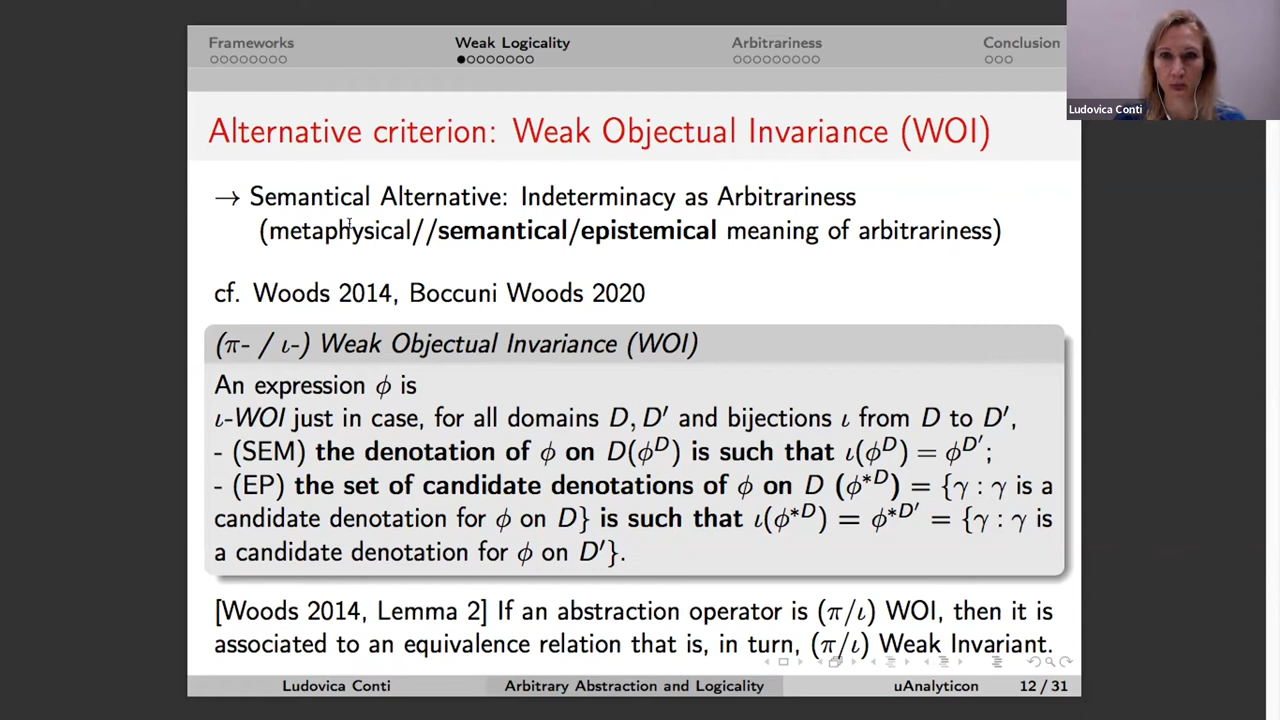 Frameworks Weak Logicality Arbitrariness Conclusion
Ludovica Conti
Alternative criterion: Weak Objectual Invariance (WOI)
→ Semantical Alternative: Indeterminacy as Arbitrariness
(metaphysical//semantical/epistemical meaning of arbitrariness)
cf. Woods 2014, Boccuni Woods 2020
(π- / ι-) Weak Objectual Invariance (WOI)
An expression ϕ is
ι-WOI just in case, for all domains D, D′ and bijections ι from D to D′,
- (SEM) the denotation of ϕ on D(ϕ^D) is such that ι(ϕ^D) = ϕ^D′;
- (EP) the set of candidate denotations of ϕ on D (ϕ^*D) = {γ : γ is a
candidate denotation for ϕ on D} is such that ι(ϕ^*D) = ϕ^*D′ = {γ : γ is
a candidate denotation for ϕ on D′}.
[Woods 2014, Lemma 2] If an abstraction operator is (π/ι) WOI, then it is
associated to an equivalence relation that is, in turn, (π/ι) Weak Invariant.
Ludovica Conti Arbitrary Abstraction and Logicality uAnalyticon 12 / 31